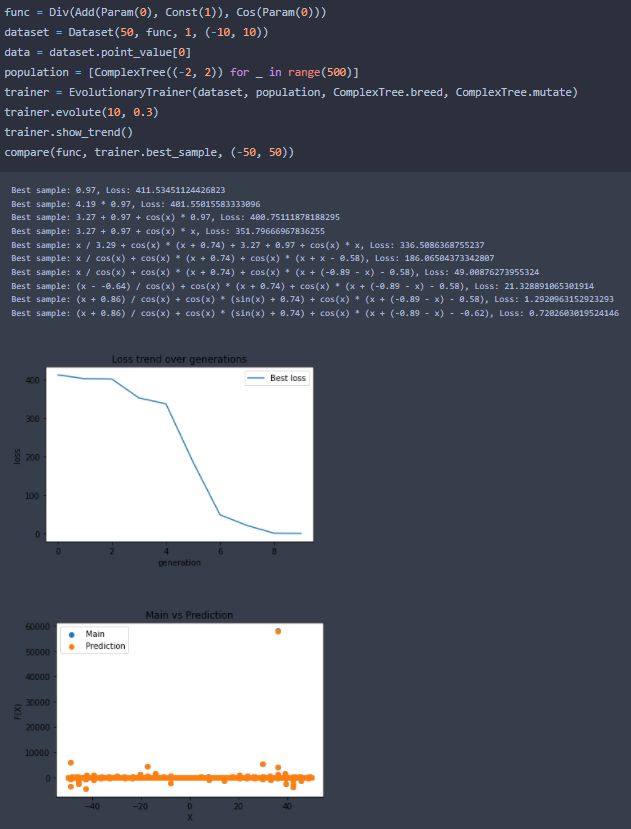 func = Div(Add(Param(0), Const(1)), Cos(Param(0)))
dataset = Dataset(50, func, 1, (-10, 10))
data = dataset.point_value[0]
population = [ComplexTree((-2, 2)) for _ in range(500)]
trainer = EvolutionaryTrainer(dataset, population, ComplexTree.breed, ComplexTree.mutate)
trainer.evolute(10, 0.3)
trainer.show_trend()
compare(func, trainer.best_sample, (-50, 50))
Best sample: 0.97, Loss: 411.53451124426823
Best sample: 4.19 * 0.97, Loss: 401.55015583333096
Best sample: 3.27 + 0.97 + cos(x) * 0.97, Loss: 400.75111878188295
Best sample: 3.27 + 0.97 + cos(x) * x, Loss: 351.79666967836255
Best sample: x / 3.29 + cos(x) * (x + 0.74) + 3.27 + 0.97 + cos(x) * x, Loss: 336.5086368755237
Best sample: x / cos(x) + cos(x) * (x + 0.74) + cos(x) * (x + x - 0.58), Loss: 186.06504373342807
Best sample: x / cos(x) + cos(x) * (x + 0.74) + cos(x) * (x + (-0.89 - x) - 0.58), Loss: 49.00876273955324
Best sample: (x - -0.64) / cos(x) + cos(x) * (x + 0.74) + cos(x) * (x + (-0.89 - x) - 0.58), Loss: 21.328891065301914
Best sample: (x + 0.86) / cos(x) + cos(x) * (sin(x) + 0.74) + cos(x) * (x + (-0.89 - x) - 0.58), Loss: 1.2920963152923293
Best sample: (x + 0.86) / cos(x) + cos(x) * (sin(x) + 0.74) + cos(x) * (x + (-0.89 - x) - -0.62), Loss: 0.7202603019524146
Loss trend over generations
Best loss
400
300
200
100
0
loss
0 2 4 6 8
generation
Main vs Prediction
Main
Prediction
60000
50000
40000
30000
20000
10000
0
F(X)
−40 −20 0 20 40
X